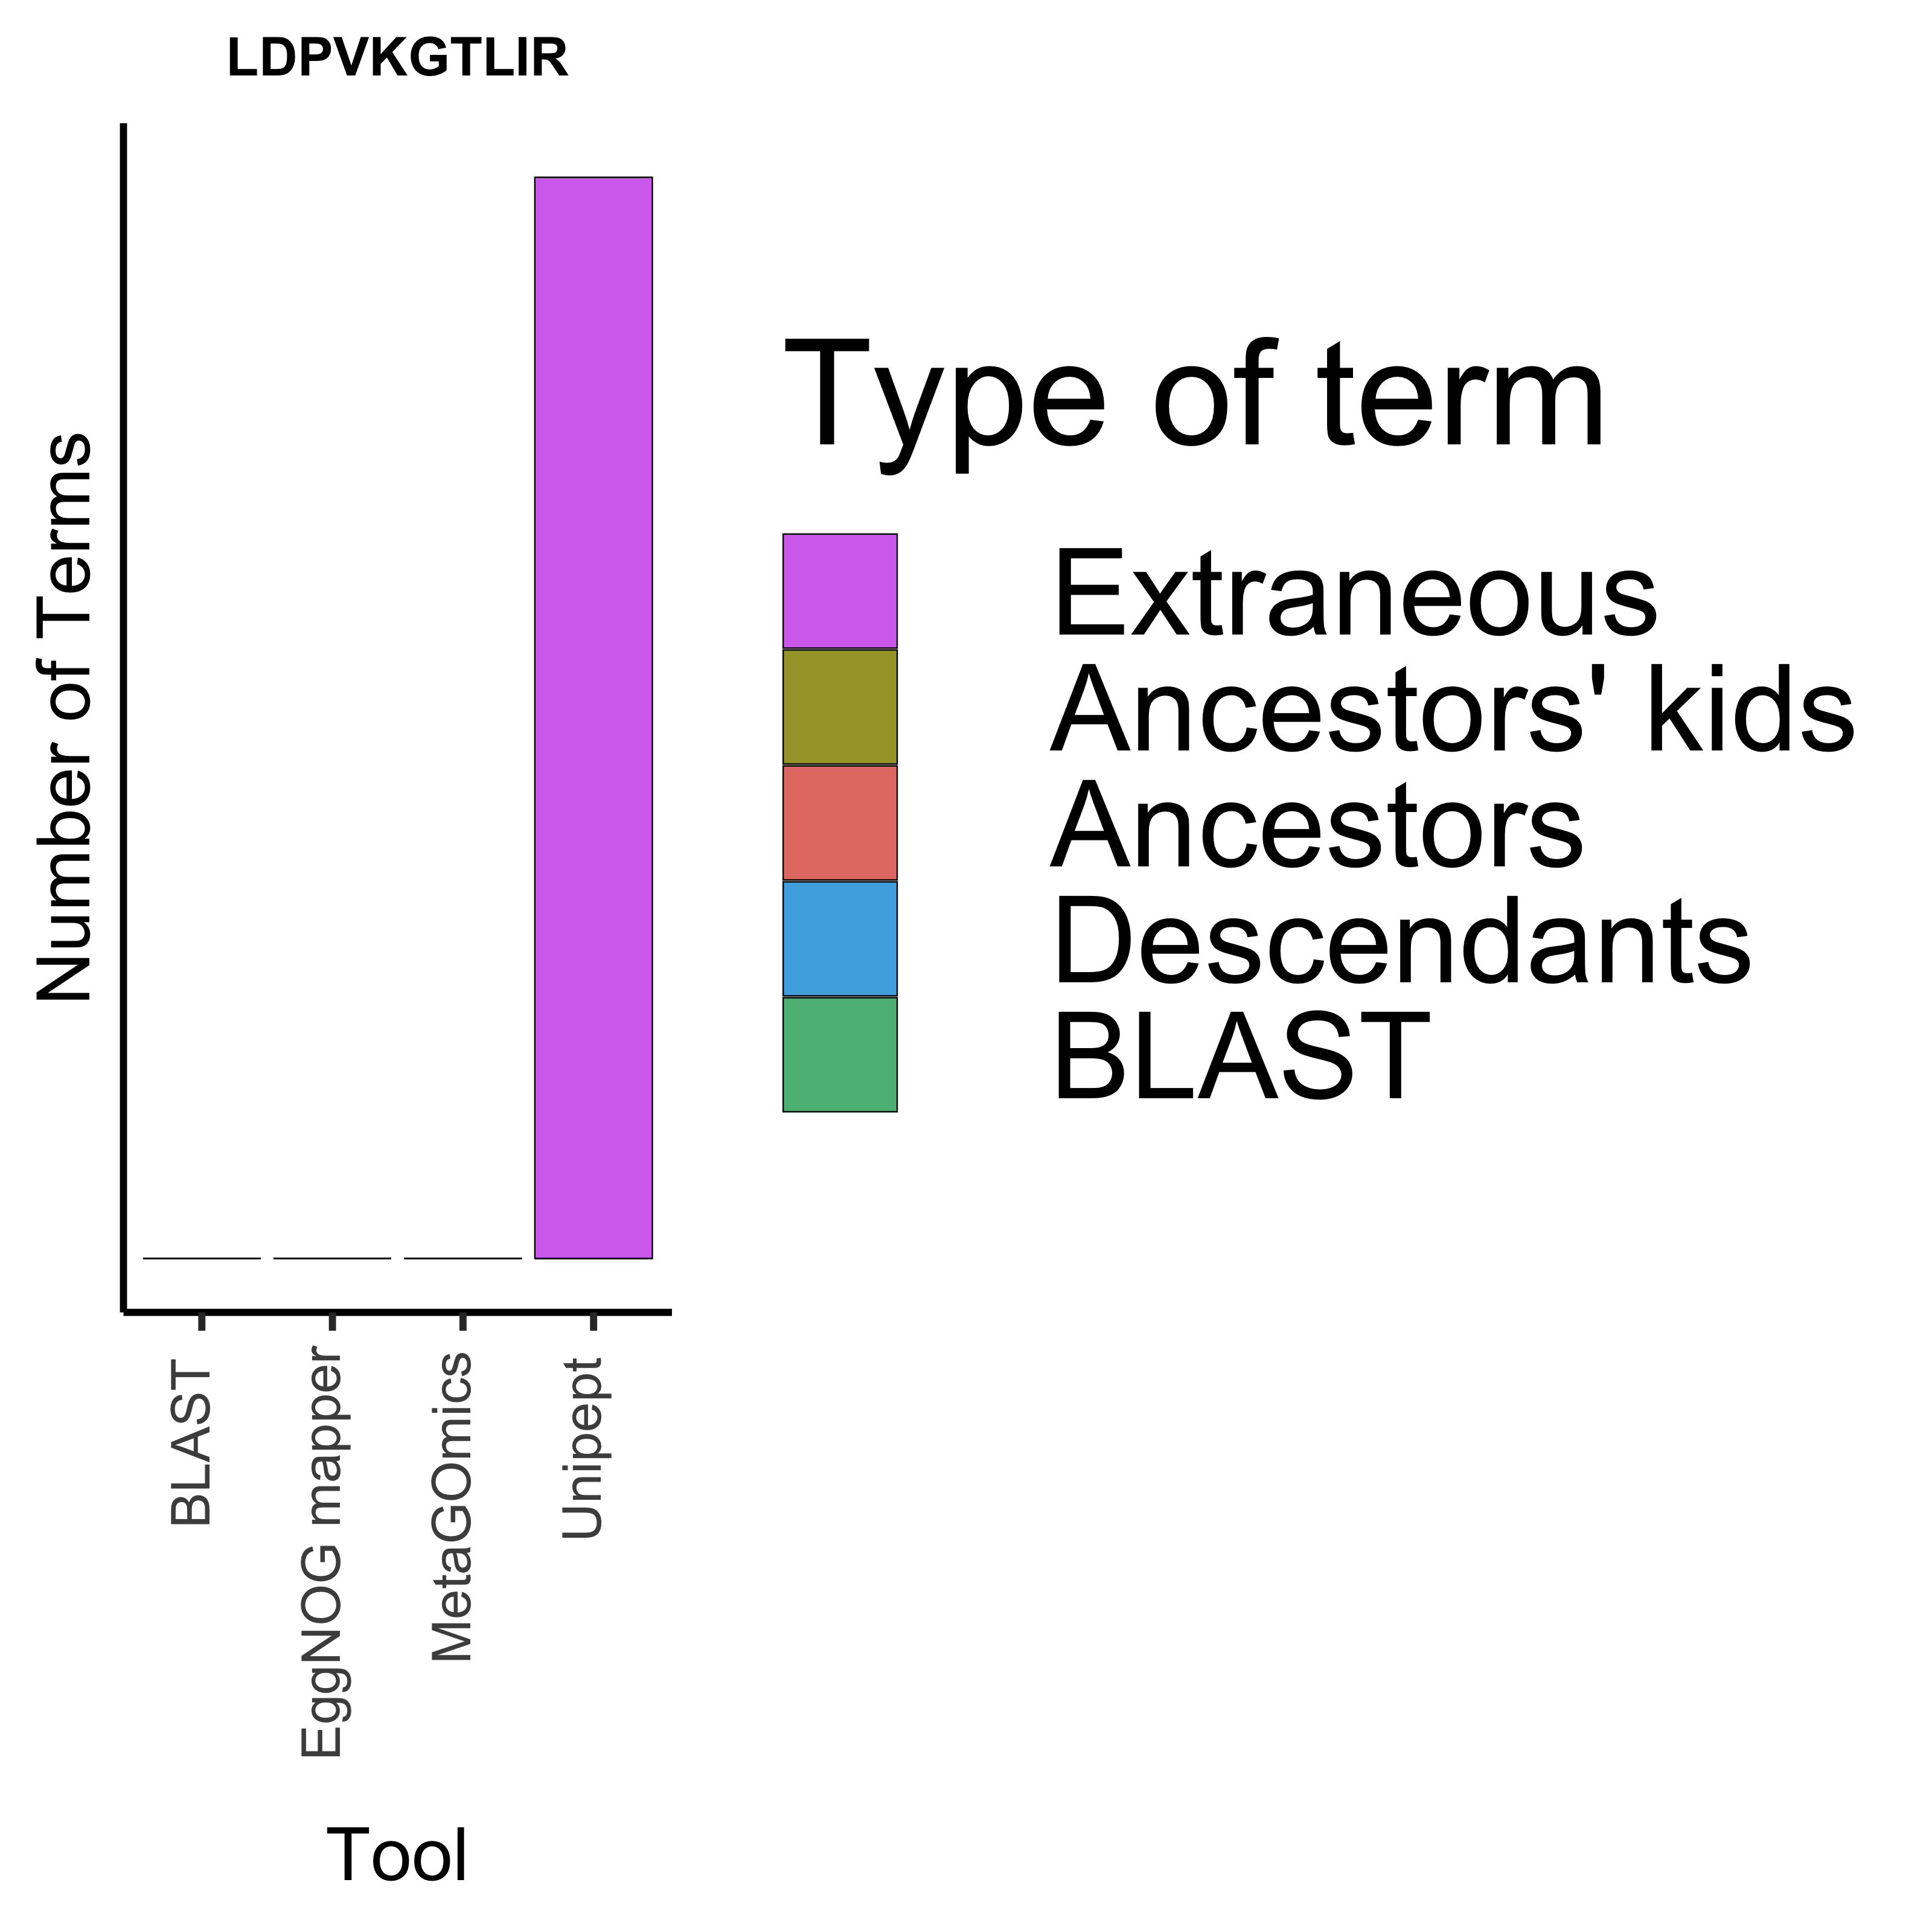 LDPVKGTLIR
Number of Terms
Type of term
Extraneous
Ancestors' kids
Ancestors
Descendants
BLAST
BLAST
EggNOG mapper
MetaGOmics
Unipept
Tool